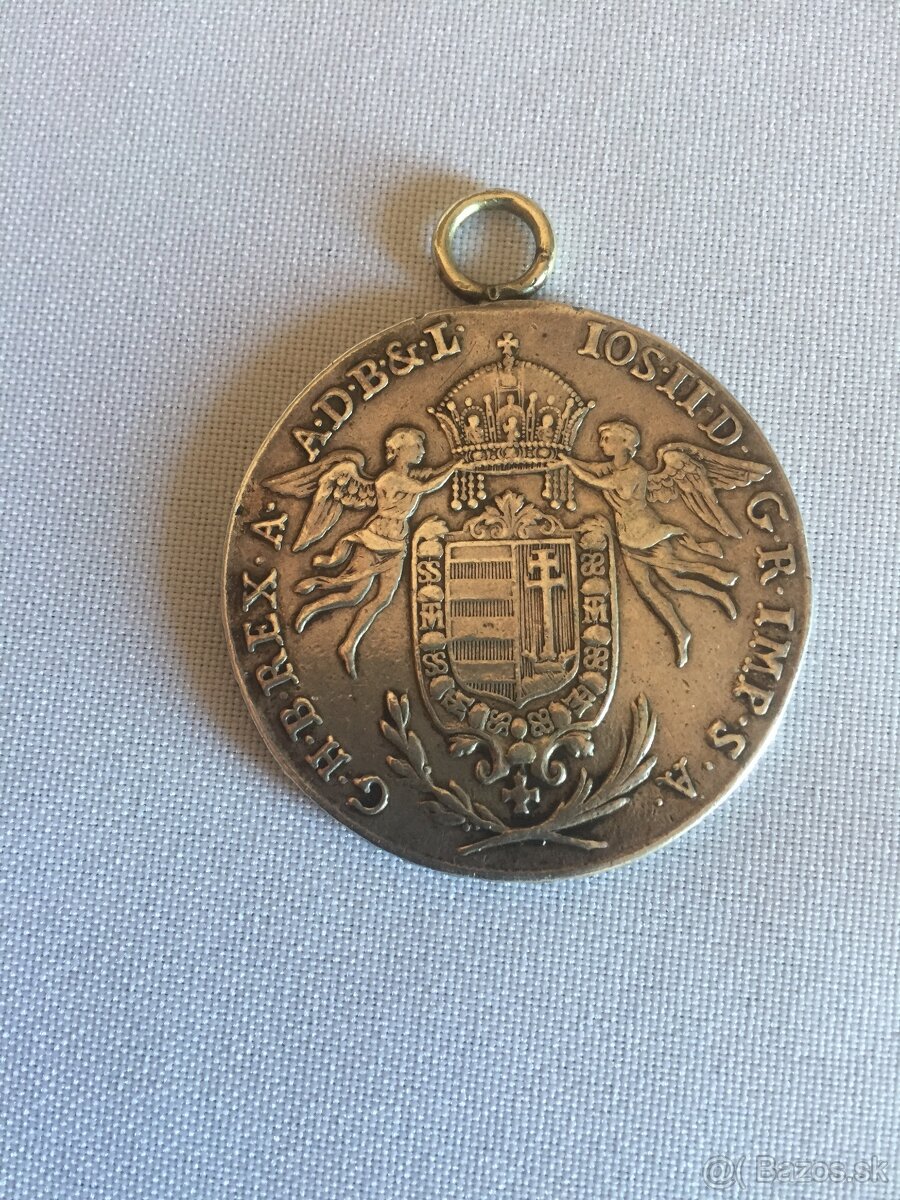 IOS·II·D·G·R·IMP·S·A·
G·H·B·REX·A·A·D·B·&·L·
@( Bazos.sk